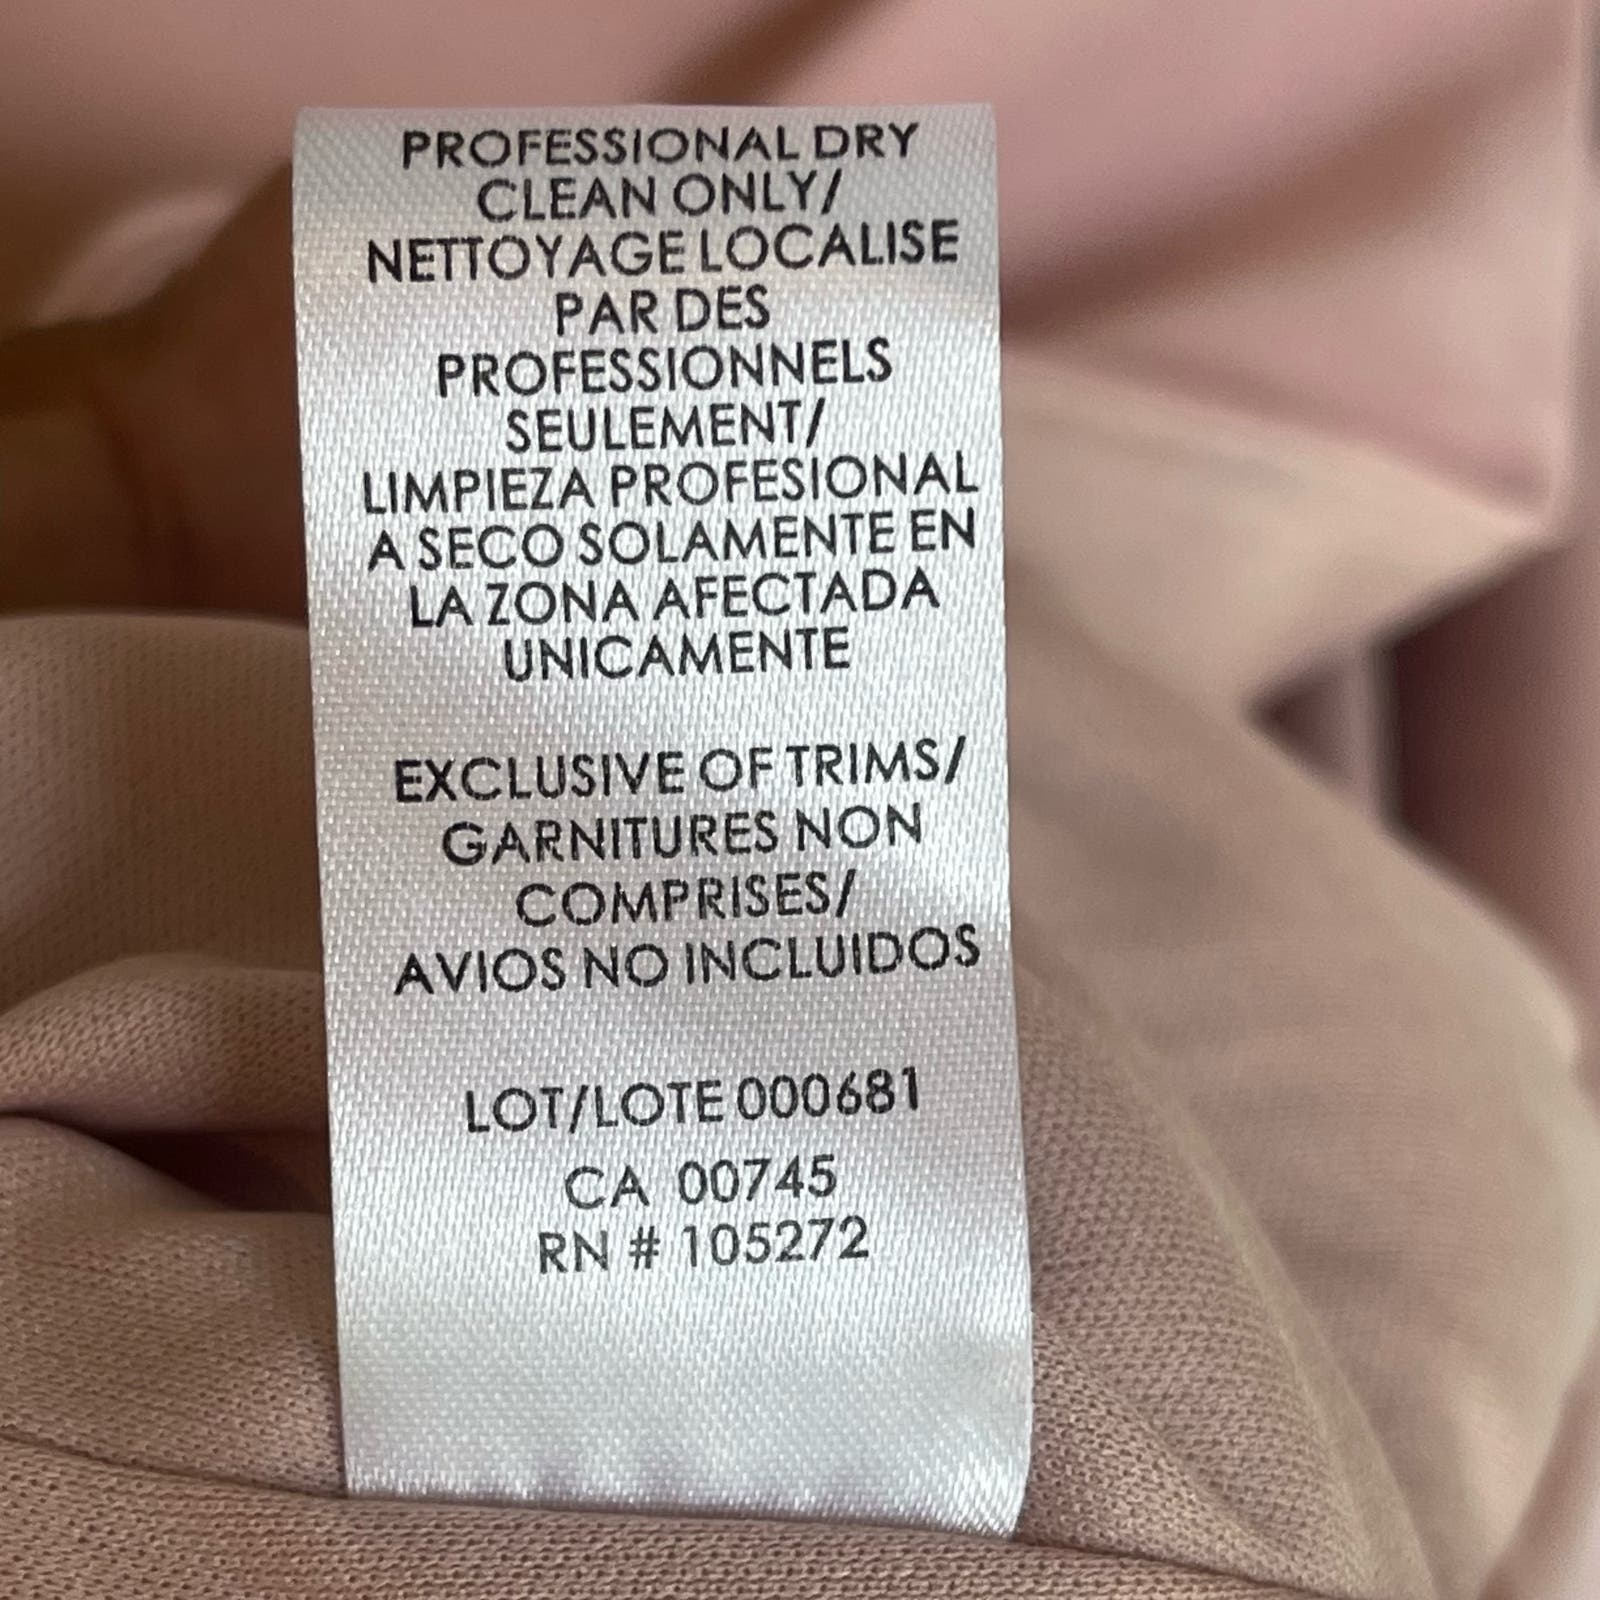 PROFESSIONAL DRY
CLEAN ONLY/
NETTOYAGE LOCALISE
PAR DES
PROFESSIONNELS
SEULEMENT/
LIMPIEZA PROFESIONAL
A SECO SOLAMENTE EN
LA ZONA AFECTADA
UNICAMENTE
EXCLUSIVE OF TRIMS/
GARNITURES NON
COMPRISES/
AVIOS NO INCLUIDOS
LOT/LOTE 000681
CA 00745
RN # 105272